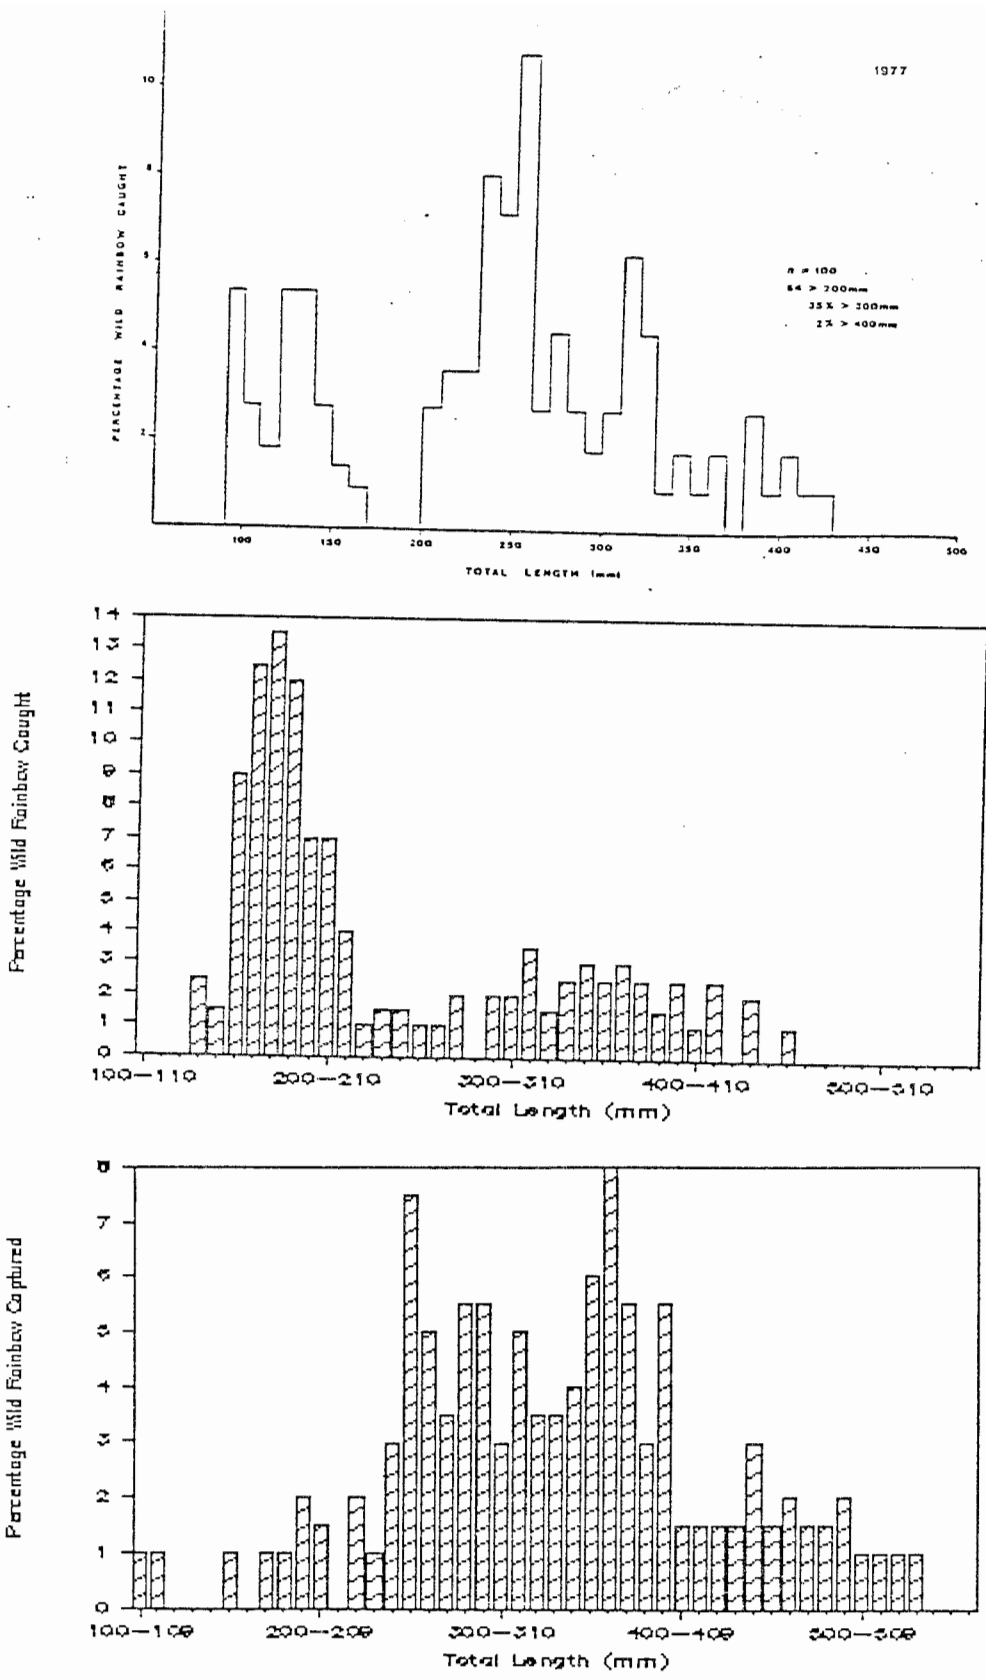 1977
10
8
6
4
2
PERCENTAGE WILD RAINBOW CAUGHT
n = 100
64 > 200mm
35% > 300mm
2% > 400mm
100 150 200 250 300 350 400 450 500
TOTAL LENGTH (mm)
14
13
12
11
10
9
8
7
6
5
4
3
2
1
0
Percentage Wild Rainbow Caught
100-110 200-210 300-310 400-410 500-510
Total Length (mm)
8
7
6
5
4
3
2
1
0
Percentage Wild Rainbow Captured
100-109 200-209 300-310 400-409 500-509
Total Length (mm)